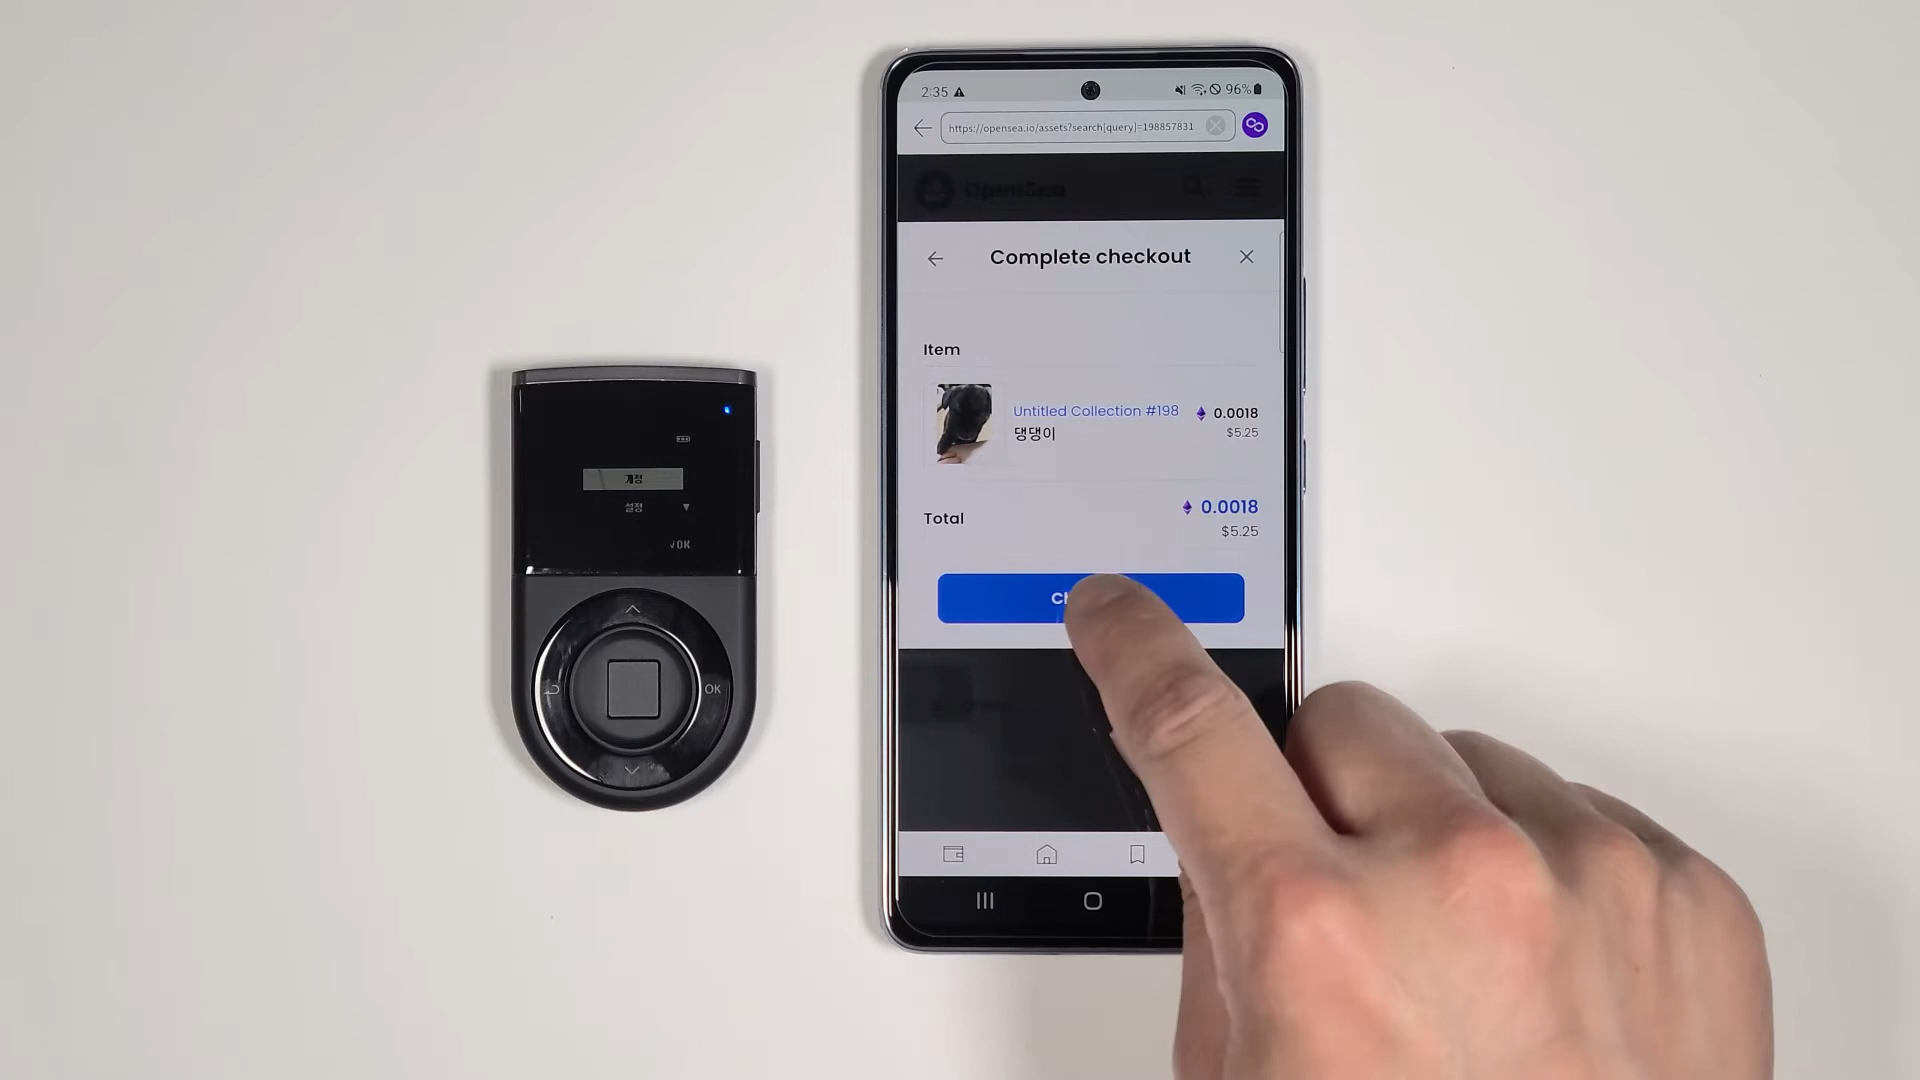 2:35
96%
https://opensea.io/assets?search[query]=198857831
OpenSea
Complete checkout
Item
Untitled Collection #198
0.0018
댕댕이
$5.25
Total
0.0018
$5.25
계정
설정
√OK
OK